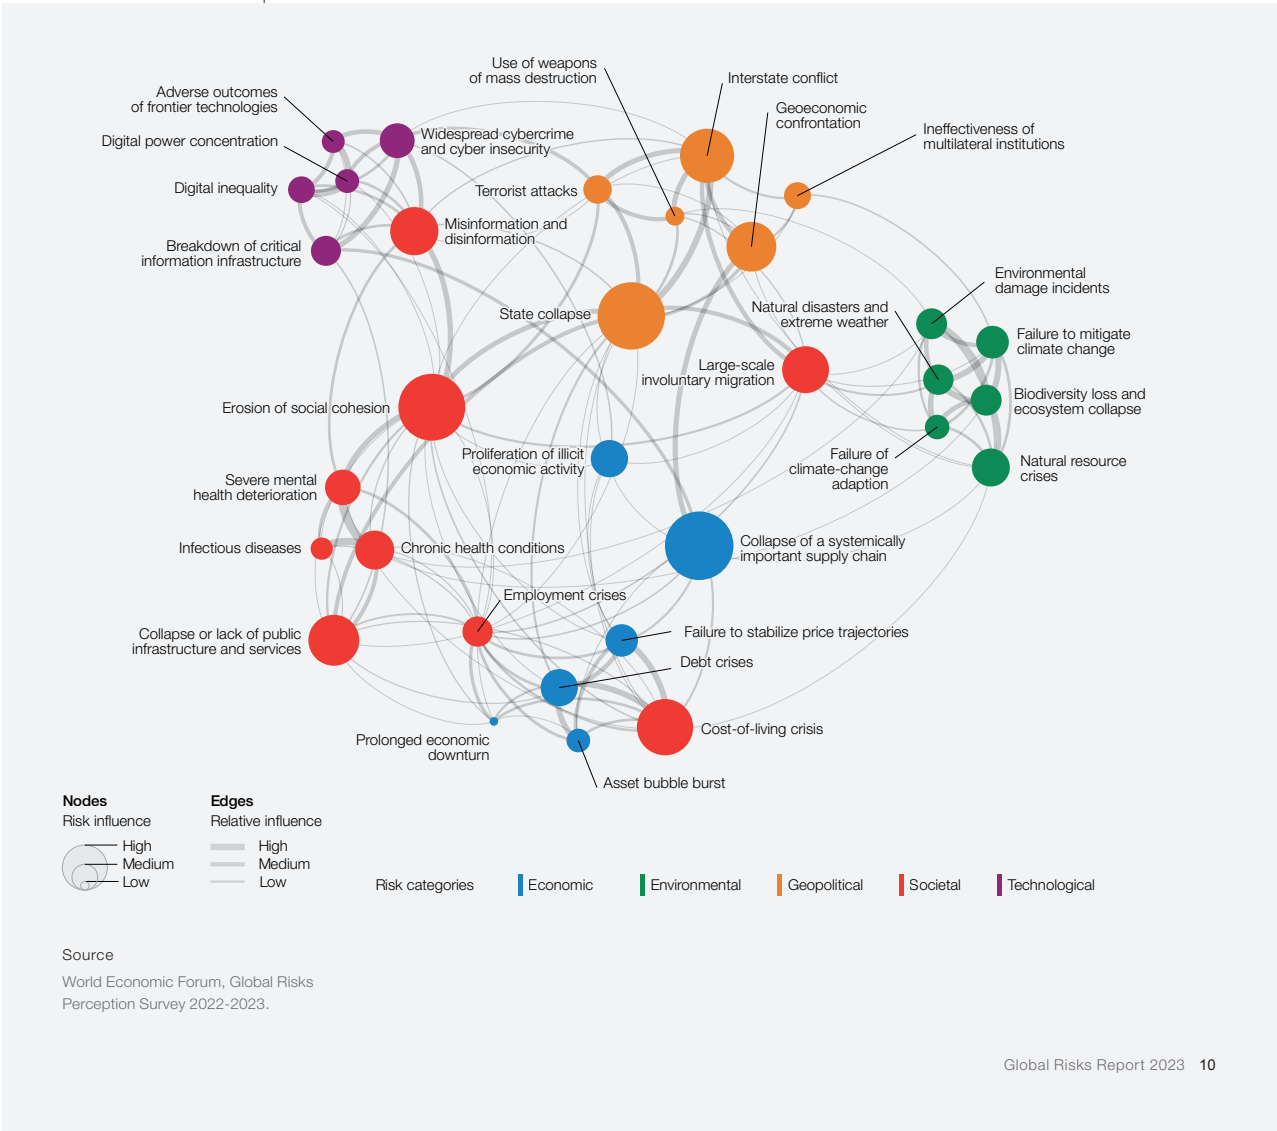 Use of weapons
of mass destruction
Interstate conflict
Adverse outcomes
of frontier technologies
Geoeconomic
confrontation
Ineffectiveness of
multilateral institutions
Digital power concentration
Widespread cybercrime
and cyber insecurity
Digital inequality
Terrorist attacks
Misinformation and
disinformation
Breakdown of critical
information infrastructure
Environmental
damage incidents
Natural disasters and
extreme weather
State collapse
Failure to mitigate
climate change
Large-scale
involuntary migration
Biodiversity loss and
ecosystem collapse
Erosion of social cohesion
Proliferation of illicit
economic activity
Failure of
climate-change
adaption
Natural resource
crises
Severe mental
health deterioration
Infectious diseases
Chronic health conditions
Collapse of a systemically
important supply chain
Employment crises
Collapse or lack of public
infrastructure and services
Failure to stabilize price trajectories
Debt crises
Cost-of-living crisis
Prolonged economic
downturn
Asset bubble burst
Nodes
Risk influence
High
Medium
Low
Edges
Relative influence
High
Medium
Low
Risk categories
Economic
Environmental
Geopolitical
Societal
Technological
Source
World Economic Forum, Global Risks
Perception Survey 2022-2023.
Global Risks Report 2023 10